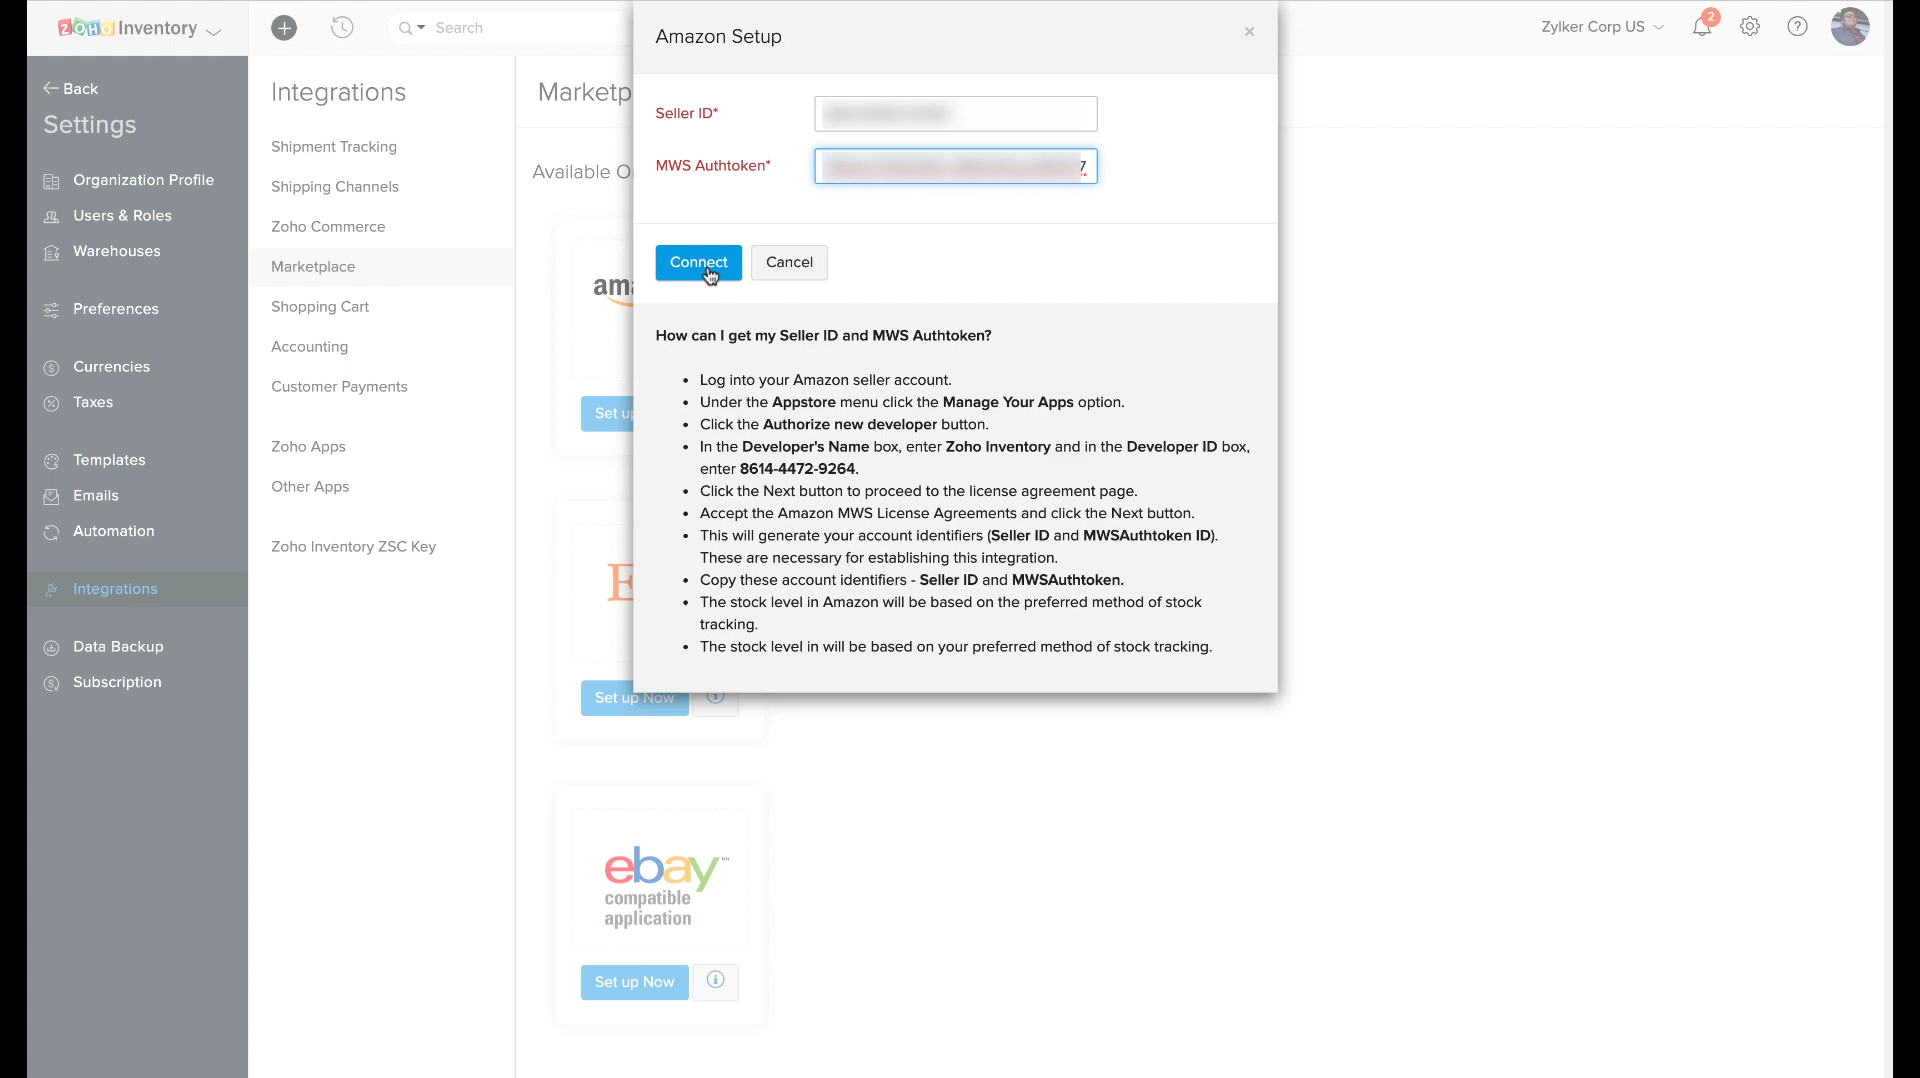 ZOHO Inventory
Search
Zylker Corp US
2
Back
Settings
Organization Profile
Users & Roles
Warehouses
Preferences
Currencies
Taxes
Templates
Emails
Automation
Integrations
Data Backup
Subscription
Integrations
Shipment Tracking
Shipping Channels
Zoho Commerce
Marketplace
Shopping Cart
Accounting
Customer Payments
Zoho Apps
Other Apps
Zoho Inventory ZSC Key
Marketp
Available O
ama
Set up
E
Set up Now
ebay™
compatible
application
Set up Now
Amazon Setup
Seller ID*
MWS Authtoken*
7
Connect
Cancel
How can I get my Seller ID and MWS Authtoken?
• Log into your Amazon seller account.
• Under the Appstore menu click the Manage Your Apps option.
• Click the Authorize new developer button.
• In the Developer's Name box, enter Zoho Inventory and in the Developer ID box,
enter 8614-4472-9264.
• Click the Next button to proceed to the license agreement page.
• Accept the Amazon MWS License Agreements and click the Next button.
• This will generate your account identifiers (Seller ID and MWSAuthtoken ID).
These are necessary for establishing this integration.
• Copy these account identifiers - Seller ID and MWSAuthtoken.
• The stock level in Amazon will be based on the preferred method of stock
tracking.
• The stock level in will be based on your preferred method of stock tracking.